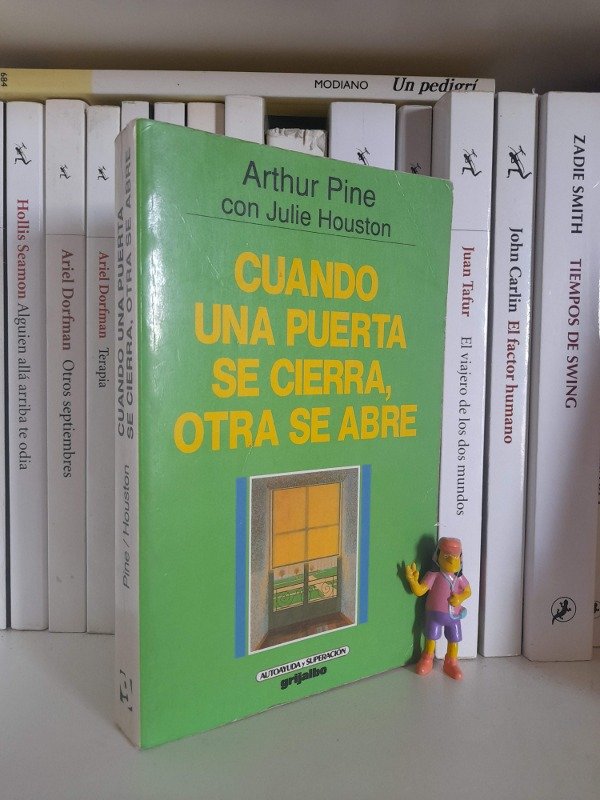 684
MODIANO Un pedigrí
Hollis Seamon Alguien allá arriba te odia
Ariel Dorfman Otros septiembres
Ariel Dorfman Terapia
CUANDO UNA PUERTA
SE CIERRA, OTRA SE ABRE
Pine / Houston
Arthur Pine
con Julie Houston
CUANDO
UNA PUERTA
SE CIERRA,
OTRA SE ABRE
AUTOAYUDA Y SUPERACIÓN
grijalbo
Juan Tafur El viajero de los dos mundos
John Carlin El factor humano
ZADIE SMITH TIEMPOS DE SWING